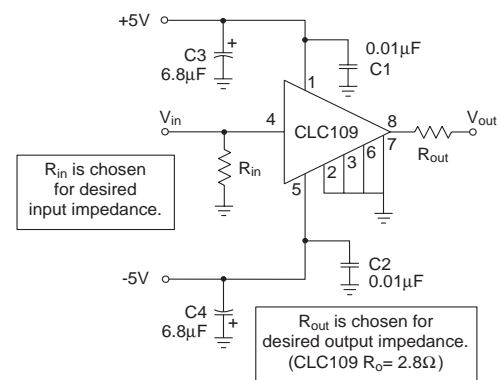 +5V
C3
+
6.8μF
0.01μF
C1
1
Vin
4
CLC109
8
Vout
7
6
3
2
5
Rin
Rout
Rin is chosen
for desired
input impedance.
-5V
C2
0.01μF
C4
6.8μF
+
Rout is chosen for
desired output impedance.
(CLC109 Ro= 2.8Ω)